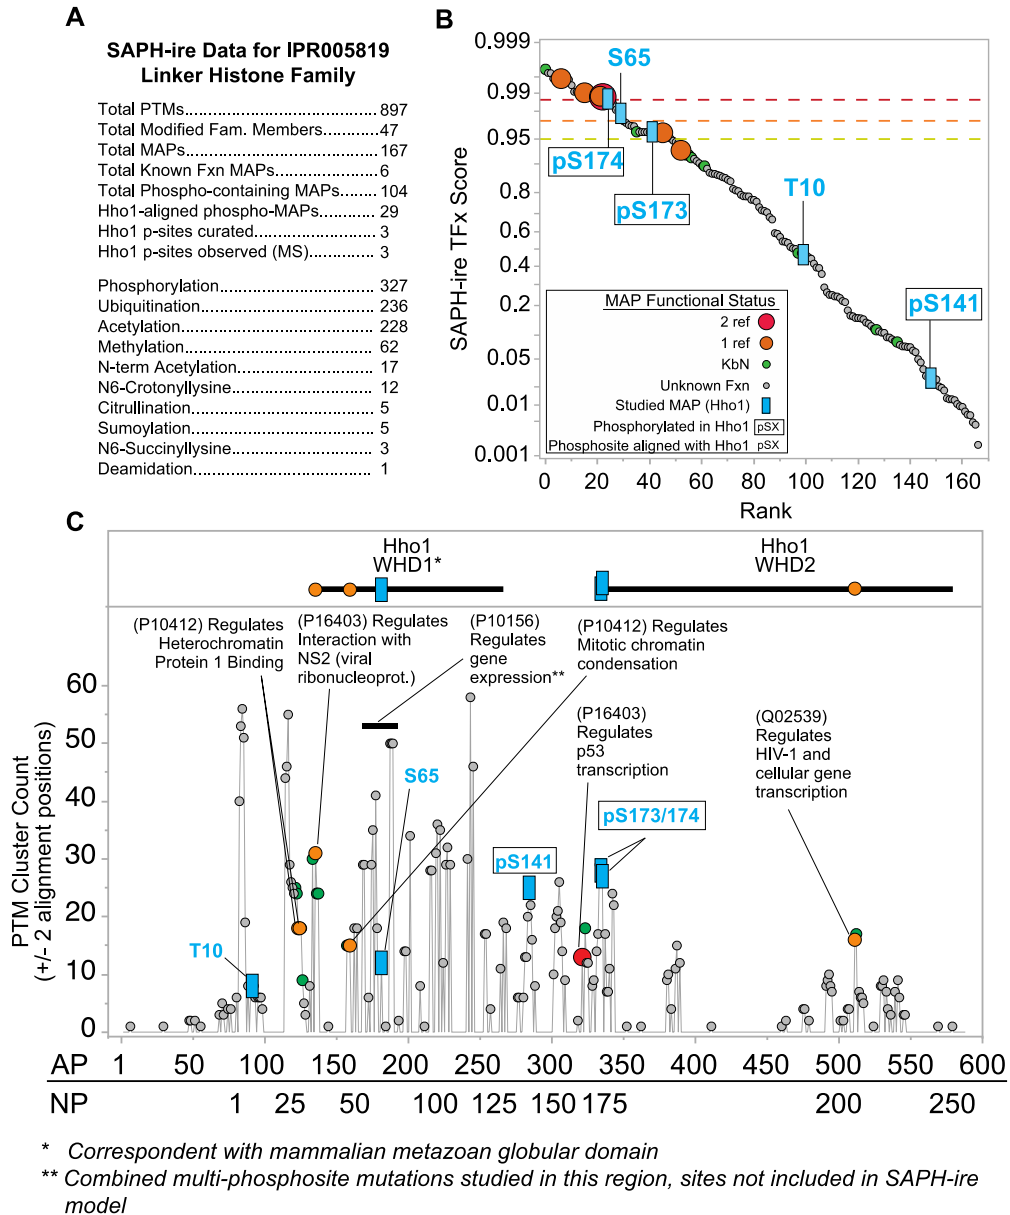 A
SAPH-ire Data for IPR005819
Linker Histone Family
Total PTMs 897
Total Modified Fam. Members 47
Total MAPs 167
Total Known Fxn MAPs 6
Total Phospho-containing MAPs 104
Hho1-aligned phospho-MAPs 29
Hho1 p-sites curated 3
Hho1 p-sites observed (MS) 3
Phosphorylation 327
Ubiquitination 236
Acetylation 228
Methylation 62
N-term Acetylation 17
N6-Crotonyllysine 12
Citrullination 5
Sumoylation 5
N6-Succinyllysine 3
Deamidation 1
B
SAPH-ire TFx Score
0.999
0.99
0.95
0.8
0.6
0.4
0.2
0.05
0.01
0.001
S65
pS174
pS173
T10
pS141
MAP Functional Status
2 ref
1 ref
KbN
Unknown Fxn
Studied MAP (Hho1)
Phosphorylated in Hho1 pSX
Phosphosite aligned with Hho1 pSX
0 20 40 60 80 100 120 140 160
Rank
C
Hho1
WHD1*
Hho1
WHD2
(P10412) Regulates
Heterochromatin
Protein 1 Binding
(P16403) Regulates
Interaction with
NS2 (viral
ribonucleoprot.)
(P10156)
Regulates
gene
expression**
(P10412) Regulates
Mitotic chromatin
condensation
(P16403)
Regulates
p53
transcription
(Q02539)
Regulates
HIV-1 and
cellular gene
transcription
T10
S65
pS141
pS173/174
PTM Cluster Count
(+/- 2 alignment positions)
60
50
40
30
20
10
0
AP 1 50 100 150 200 250 300 350 400 450 500 550 600
NP 1 25 50 100 125 150 175 200 250
* Correspondent with mammalian metazoan globular domain
** Combined multi-phosphosite mutations studied in this region, sites not included in SAPH-ire
model